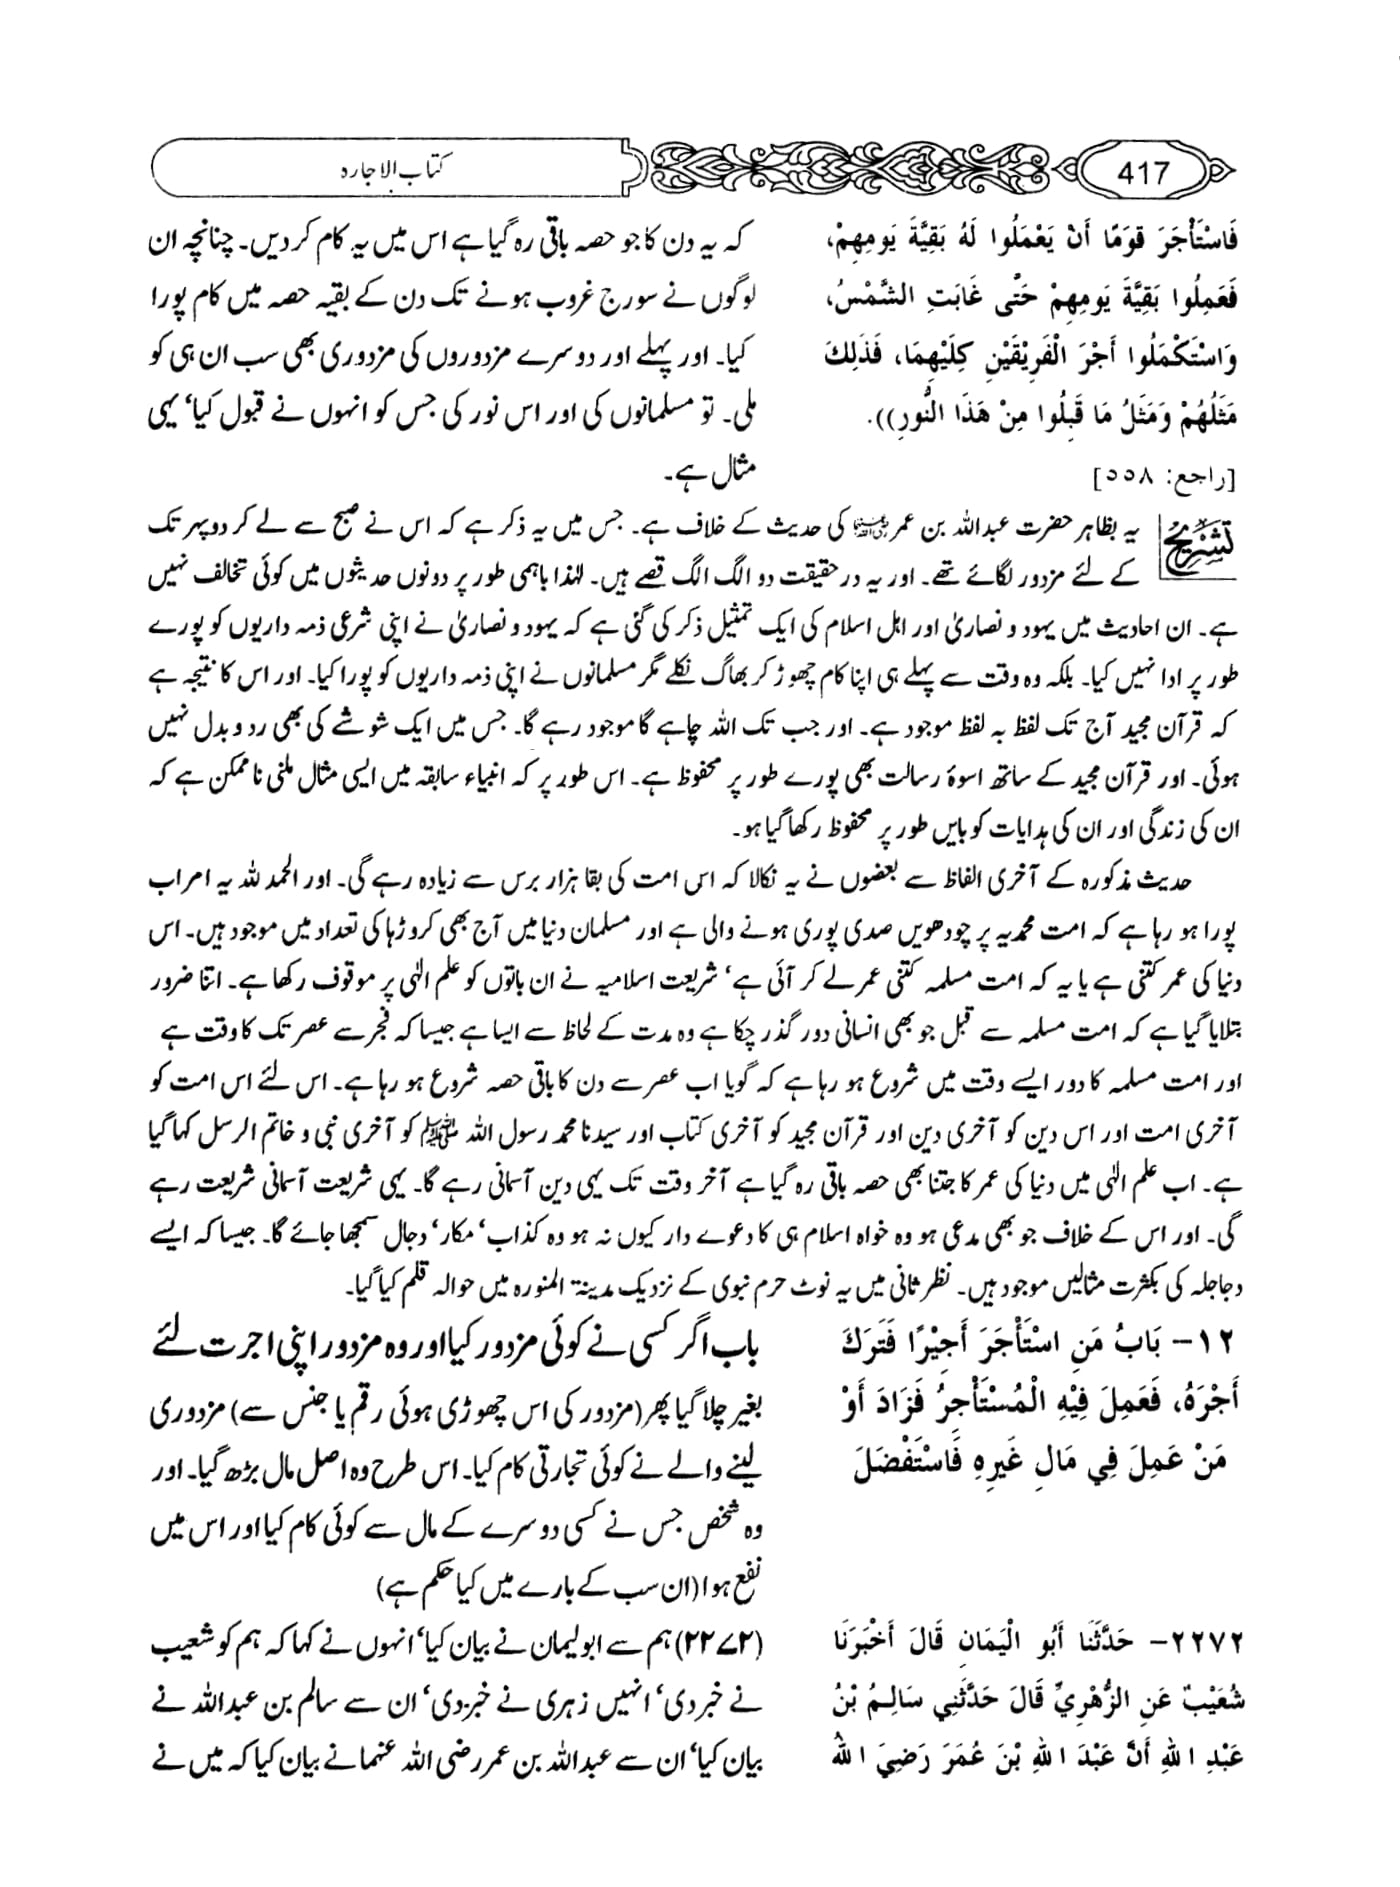 417
کتاب الاجارہ
فَاسْتَأْجَرَ قَوْمًا أَنْ يَعْمَلُوا لَهُ بَقِيَّةَ يَومِهِمْ،
فَعَمِلُوا بَقِيَّةَ يَومِهِمْ حَتَّى غَابَتِ الشَّمْسُ،
وَاسْتَكْمَلُوا أَجْرَ الْفَرِيْقَيْنِ كِلَيْهِمَا، فَذَلِكَ
مَثَلُهُمْ وَمَثَلُ مَا قَبِلُوا مِنْ هَذَا النُّورِ)).
[راجع: ٥٥٨]
کہ یہ دن کا جو حصہ باقی رہ گیا ہے اس میں یہ کام کر دیں۔ چنانچہ ان
لوگوں نے سورج غروب ہونے تک دن کے بقیہ حصہ میں کام پورا
کیا۔ اور پہلے اور دوسرے مزدوروں کی مزدوری بھی سب ان ہی کو
ملی۔ تو مسلمانوں کی اور اس نور کی جس کو انہوں نے قبول کیا‘ یہی
مثال ہے۔
تشریح یہ بظاہر حضرت عبداللہ بن عمر رضی اللہ عنہما کی حدیث کے خلاف ہے۔ جس میں یہ ذکر ہے کہ اس نے صبح سے لے کر دوپہر تک
کے لئے مزدور لگائے تھے۔ اور یہ درحقیقت دو الگ الگ قصے ہیں۔ لہٰذا باہمی طور پر دونوں حدیثوں میں کوئی تخالف نہیں
ہے۔ ان احادیث میں یہود و نصاریٰ اور اہل اسلام کی ایک تمثیل ذکر کی گئی ہے کہ یہود و نصاریٰ نے اپنی شرعی ذمہ داریوں کو پورے
طور پر ادا نہیں کیا۔ بلکہ وہ وقت سے پہلے ہی اپنا کام چھوڑ کر بھاگ نکلے مگر مسلمانوں نے اپنی ذمہ داریوں کو پورا کیا۔ اور اس کا نتیجہ ہے
کہ قرآن مجید آج تک لفظ بہ لفظ موجود ہے۔ اور جب تک اللہ چاہے گا موجود رہے گا۔ جس میں ایک شوشے کی بھی رد و بدل نہیں
ہوئی۔ اور قرآن مجید کے ساتھ اسوۂ رسالت بھی پورے طور پر محفوظ ہے۔ اس طور پر کہ انبیاء سابقہ میں ایسی مثال ملنی ناممکن ہے کہ
ان کی زندگی اور ان کی ہدایات کو بایں طور پر محفوظ رکھا گیا ہو۔
حدیث مذکورہ کے آخری الفاظ سے بعضوں نے یہ نکالا کہ اس امت کی بقا ہزار برس سے زیادہ رہے گی۔ اور الحمد للہ یہ امراب
پورا ہو رہا ہے کہ امت محمدیہ پر چودھویں صدی پوری ہونے والی ہے اور مسلمان دنیا میں آج بھی کروڑہا کی تعداد میں موجود ہیں۔ اس
دنیا کی عمر کتنی ہے یا یہ کہ امت مسلمہ کتنی عمر لے کر آئی ہے‘ شریعت اسلامیہ نے ان باتوں کو علم الٰہی پر موقوف رکھا ہے۔ اتنا ضرور
بتلایا گیا ہے کہ امت مسلمہ سے قبل جو بھی انسانی دور گذر چکا ہے وہ مدت کے لحاظ سے ایسا ہے جیسا کہ فجر سے عصر تک کا وقت ہے
اور امت مسلمہ کا دور ایسے وقت میں شروع ہو رہا ہے کہ گویا اب عصر سے دن کا باقی حصہ شروع ہو رہا ہے۔ اس لئے اس امت کو
آخری امت اور اس دین کو آخری دین اور قرآن مجید کو آخری کتاب اور سیدنا محمد رسول اللہ ﷺ کو آخری نبی و خاتم الرسل کہا گیا
ہے۔ اب علم الٰہی میں دنیا کی عمر کا جتنا بھی حصہ باقی رہ گیا ہے آخر وقت تک یہی دین آسمانی رہے گا۔ یہی شریعت آسمانی شریعت رہے
گی۔ اور اس کے خلاف جو بھی مدعی ہو وہ خواہ اسلام ہی کا دعوے دار کیوں نہ ہو وہ کذاب‘ مکار‘ دجال سمجھا جائے گا۔ جیسا کہ ایسے
دجاجلہ کی بکثرت مثالیں موجود ہیں۔ نظر ثانی میں یہ نوٹ حرم نبوی کے نزدیک مدینۃ المنورہ میں حوالہ قلم کیا گیا۔
١٢- بَابُ مَنِ اسْتَأْجَرَ أَجِيْرًا فَتَرَكَ
أَجْرَهُ، فَعَمِلَ فِيْهِ الْمُسْتَأْجِرُ فَزَادَ أَوْ
مَنْ عَمِلَ فِي مَالِ غَيرِهِ فَاسْتَفْضَلَ
باب اگر کسی نے کوئی مزدور کیا اور وہ مزدور اپنی اجرت لئے
بغیر چلا گیا پھر (مزدور کی اس چھوڑی ہوئی رقم یا جنس سے) مزدوری
لینے والے نے کوئی تجارتی کام کیا۔ اس طرح وہ اصل مال بڑھ گیا۔ اور
وہ شخص جس نے کسی دوسرے کے مال سے کوئی کام کیا اور اس میں
نفع ہوا (ان سب کے بارے میں کیا حکم ہے)
٢٢٧٢- حَدَّثَنَا أَبُو الْيَمَانِ قَالَ أَخْبَرَنَا
شُعَيْبٌ عَنِ الزُّهْرِيِّ قَالَ حَدَّثَنِي سَالِمُ بْنُ
عَبْدِ اللهِ أَنَّ عَبْدَ اللهِ بْنَ عُمَرَ رَضِيَ اللهُ
(۲۲۷۲) ہم سے ابو الیمان نے بیان کیا‘ انہوں نے کہا کہ ہم کو شعیب
نے خبر دی‘ انہیں زہری نے خبر دی‘ ان سے سالم بن عبداللہ نے
بیان کیا‘ ان سے عبداللہ بن عمر رضی اللہ عنہما نے بیان کیا کہ میں نے